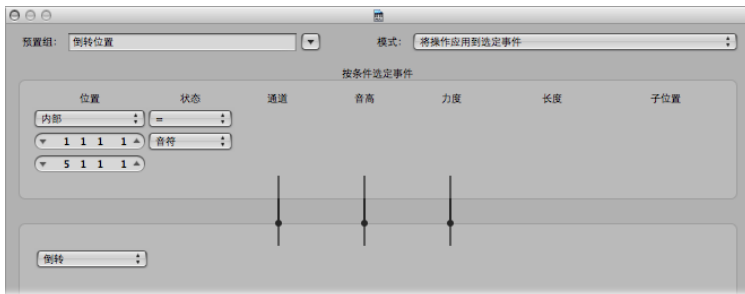 预置组: 倒转位置 模式: 将操作应用到选定事件
按条件选定事件
位置 状态 通道 音高 力度 长度 子位置
内部 =
1 1 1 1 音符
5 1 1 1
倒转